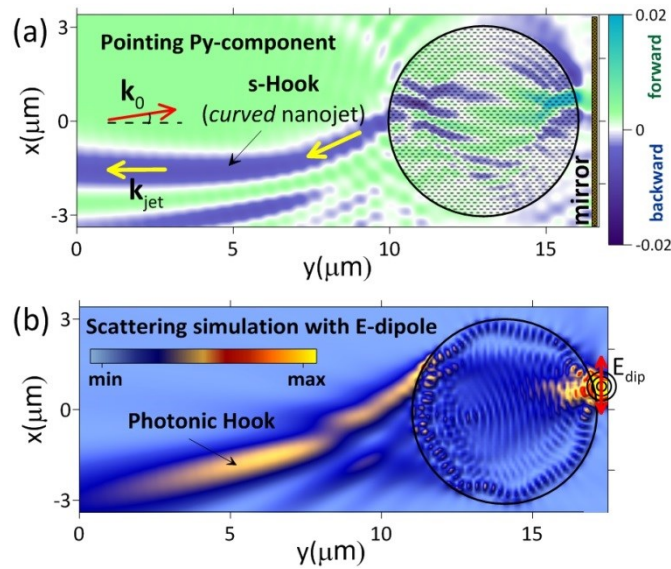 (a)
Pointing Py-component
k0
s-Hook
(curved nanojet)
kjet
mirror
x(μm)
3
0
-3
0
5
10
15
y(μm)
0.02
0
-0.02
forward
backward
(b)
Scattering simulation with E-dipole
min
max
Edip
Photonic Hook
x(μm)
3
0
-3
0
5
10
15
y(μm)